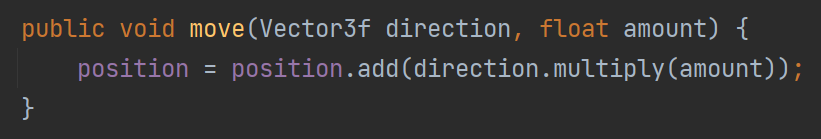 public void move(Vector3f direction, float amount) {
    position = position.add(direction.multiply(amount));
}